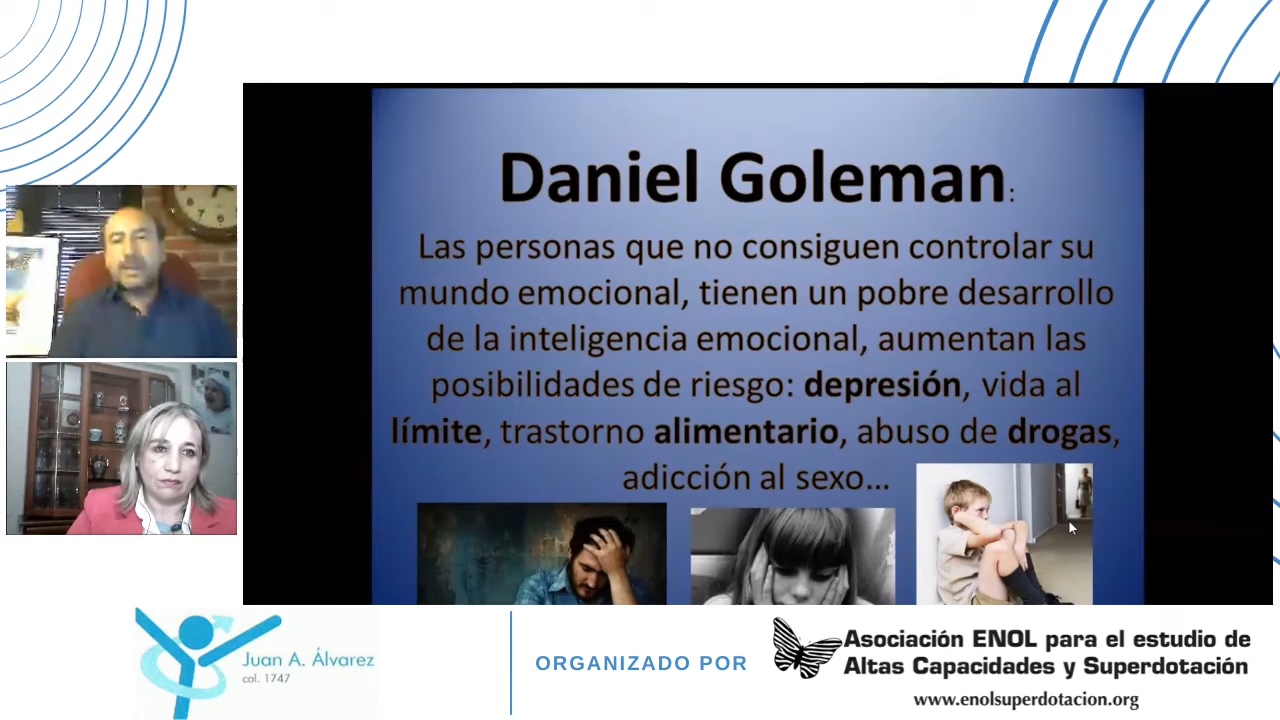 Daniel Goleman:
Las personas que no consiguen controlar su
mundo emocional, tienen un pobre desarrollo
de la inteligencia emocional, aumentan las
posibilidades de riesgo: depresión, vida al
límite, trastorno alimentario, abuso de drogas,
adicción al sexo...
Juan A. Álvarez
col. 1747
ORGANIZADO POR
Asociación ENOL para el estudio de
Altas Capacidades y Superdotación
www.enolsuperdotacion.org